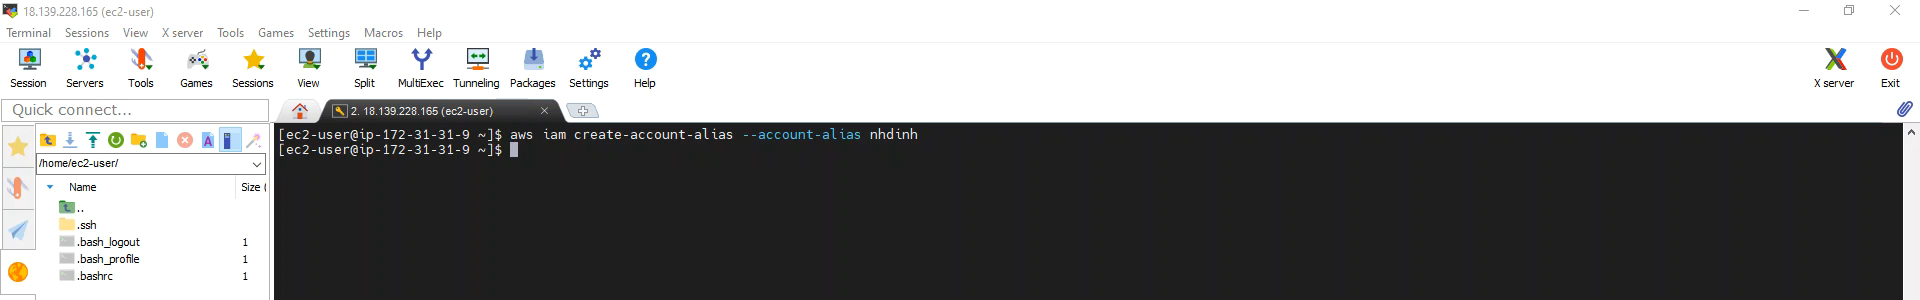 18.139.228.165 (ec2-user)
Terminal Sessions View X server Tools Games Settings Macros Help
Session Servers Tools Games Sessions View Split MultiExec Tunneling Packages Settings Help X server Exit
Quick connect...
2. 18.139.228.165 (ec2-user)
[ec2-user@ip-172-31-31-9 ~]$ aws iam create-account-alias --account-alias nhdinh
[ec2-user@ip-172-31-31-9 ~]$
/home/ec2-user/
Name Size (
..
.ssh
.bash_logout 1
.bash_profile 1
.bashrc 1